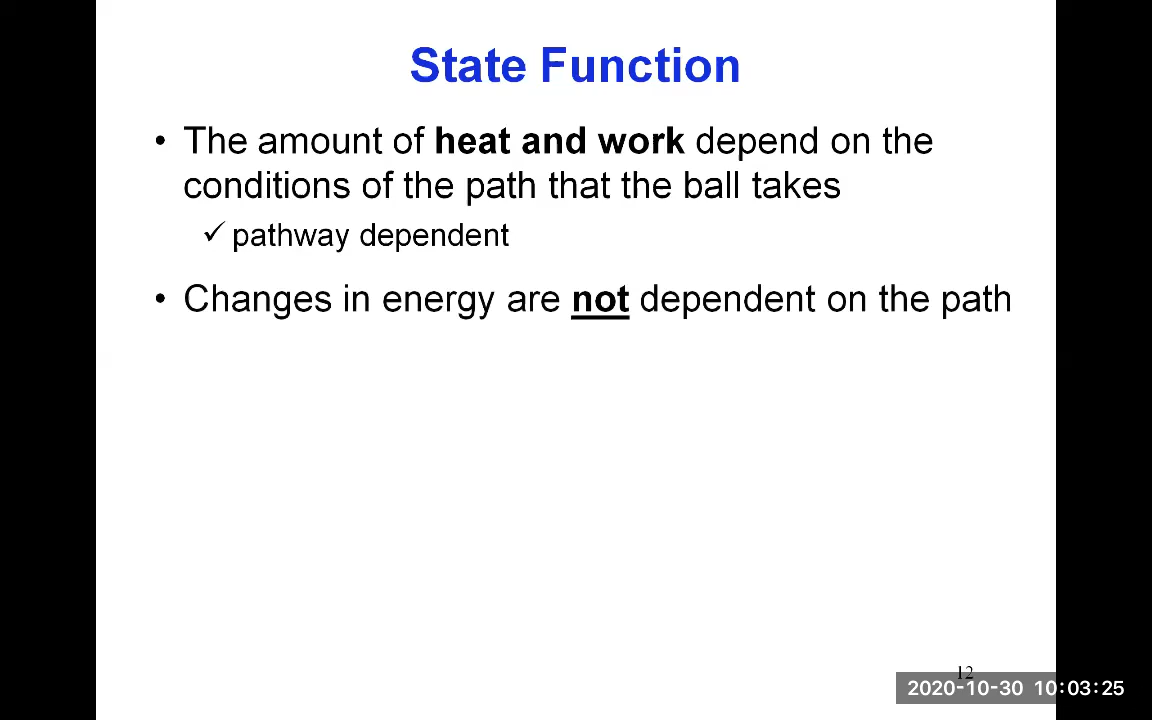 State Function
• The amount of heat and work depend on the
conditions of the path that the ball takes
✓ pathway dependent
• Changes in energy are not dependent on the path
12
2020-10-30 10:03:25